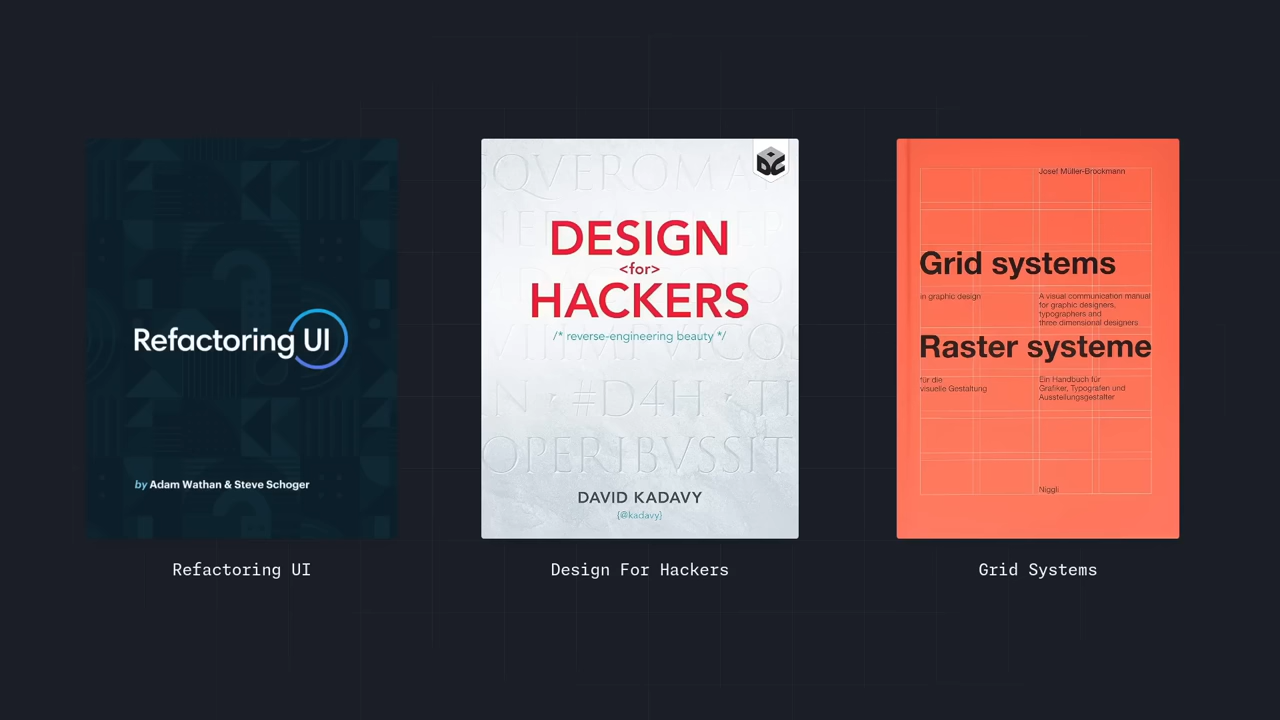 Refactoring UI
by Adam Wathan & Steve Schoger
Refactoring UI
DESIGN
<for>
HACKERS
/* reverse-engineering beauty */
#D4H
OPERIBVSSIT
DAVID KADAVY
{@kadavy}
Design For Hackers
Josef Müller-Brockmann
Grid systems
in graphic design
A visual communication manual
for graphic designers,
typographers and
three dimensional designers
Raster systeme
für die
visuelle Gestaltung
Ein Handbuch für
Grafiker, Typografen und
Ausstellungsgestalter
Niggli
Grid Systems